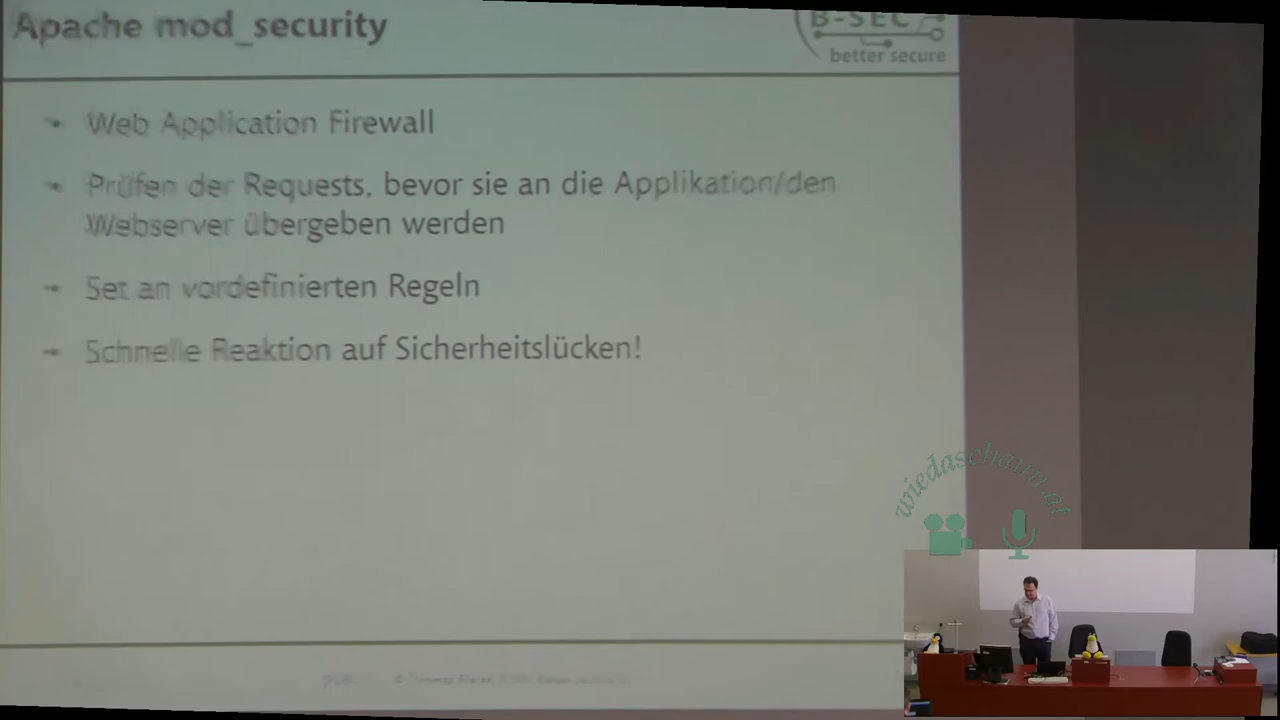 Apache mod_security
B-SEC
better secure
Web Application Firewall
Prüfen der Requests, bevor sie an die Applikation/den
Webserver übergeben werden
Set an vordefinierten Regeln
Schnelle Reaktion auf Sicherheitslücken!
wiedaschaun.at